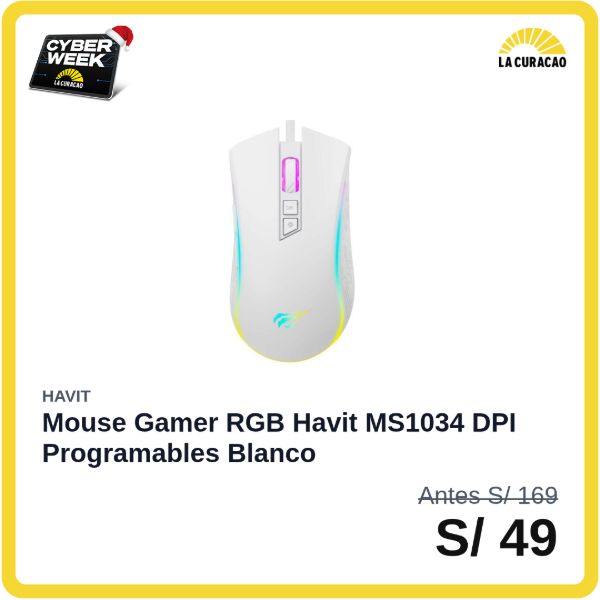 CYBER
WEEK
LA CURACAO
LA CURACAO
HAVIT
Mouse Gamer RGB Havit MS1034 DPI
Programables Blanco
Antes S/ 169
S/ 49